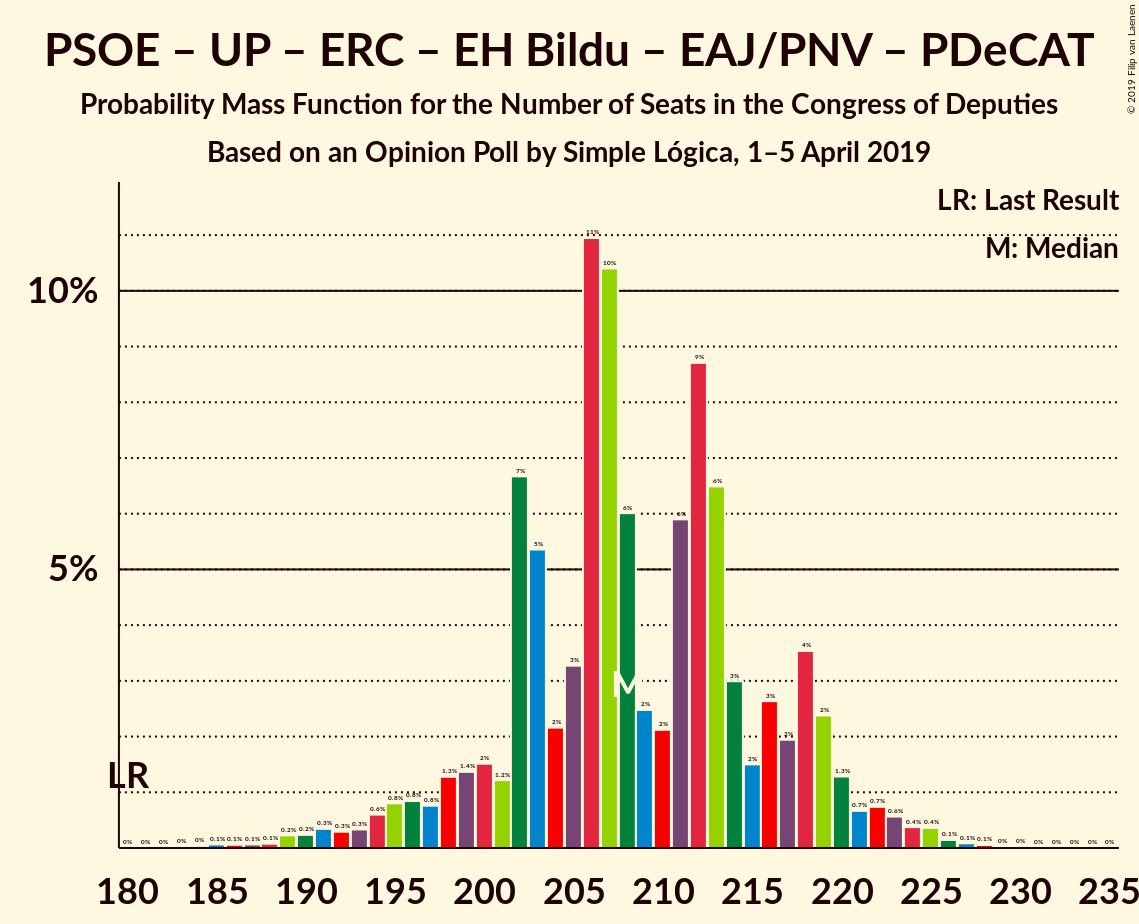 PSOE – UP – ERC – EH Bildu – EAJ/PNV – PDeCAT
Probability Mass Function for the Number of Seats in the Congress of Deputies
Based on an Opinion Poll by Simple Lógica, 1–5 April 2019
© 2019 Filip van Laenen
LR: Last Result
M: Median
10%
5%
LR
M
0% 0% 0% 0% 0% 0.1% 0.1% 0.1% 0.1% 0.2% 0.2% 0.3% 0.3% 0.3% 0.6% 0.8% 0.8% 0.8% 1.3% 1.4% 2% 1.2% 7% 5% 2% 3% 11% 10% 6% 2% 2% 6% 9% 6% 3% 2% 3% 2% 4% 2% 1.3% 0.7% 0.7% 0.6% 0.4% 0.4% 0.1% 0.1% 0.1% 0% 0% 0% 0% 0% 0% 0%
180 185 190 195 200 205 210 215 220 225 230 235